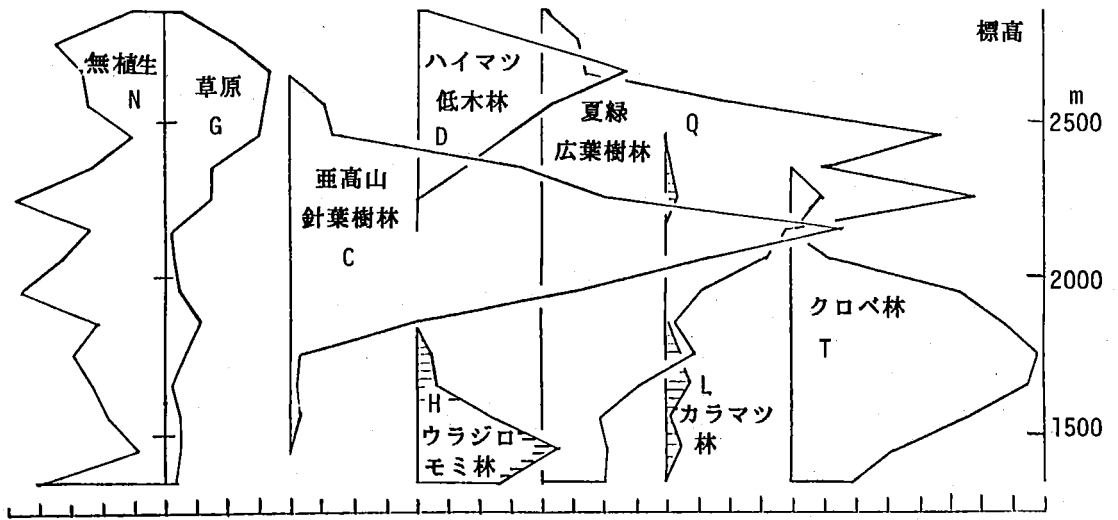 無植生
N
草原
G
亜高山
針葉樹林
C
ハイマツ
低木林
D
夏緑
広葉樹林
Q
H
ウラジロ
モミ林
L
カラマツ
林
クロベ林
T
標高
m
2500
2000
1500